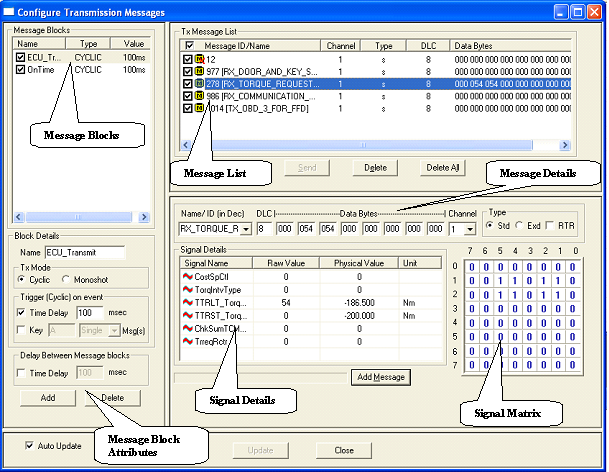 Configure Transmission Messages
Message Blocks
Name Type Value
ECU_Tr... CYCLIC 100ms
OnTime CYCLIC 100ms
Message Blocks
Tx Message List
Message ID/Name Channel Type DLC Data Bytes
12 1 s 8 000 000 000 000 000 000 000
977 [RX_DOOR_AND_KEY_S... 1 s 8 000 000 000 000 000 000 000
278 [RX_TORQUE_REQUEST... 1 s 8 000 054 054 000 000 000 000
986 [RX_COMMUNICATION_... 1 s 8 000 000 000 000 000 000 000
014 [TX_OBD_3_FOR_FFD] 1 s 8 000 000 000 000 000 000 000
Message List
Send
Delete
Delete All
Message Details
Block Details
Name ECU_Transmit
Tx Mode
Cyclic Monoshot
Trigger (Cyclic) on event
Time Delay 100 msec
Key A Single Msg(s)
Delay Between Message blocks
Time Delay 100 msec
Add Delete
Message Block Attributes
Name/ ID (in Dec) DLC Data Bytes Channel
RX_TORQUE_R 8 000 054 054 000 000 000 000 000 1
Type
Std Exd RTR
Signal Details
Signal Name Raw Value Physical Value Unit
CostSpCtl 0 0
TorqIntvType 0 0
TTRLT_Torq... 54 -186.500 Nm
TTRST_Torq... 0 -200.000 Nm
ChkSumTCM... 0 0
TrreqRctr 0 0
Signal Details
Add Message
7 6 5 4 3 2 1 0
0 0 0 0 0 0 0 0 0
1 0 0 1 1 0 1 1 0
2 0 0 1 1 0 1 1 0
3 0 0 0 0 0 0 0 0
4 0 0 0 0 0 0 0 0
5 0 0 0 0 0 0 0 0
6 0 0 0 0 0 0 0 0
7 0 0 0 0 0 0 0 0
Signal Matrix
Auto Update
Update
Close